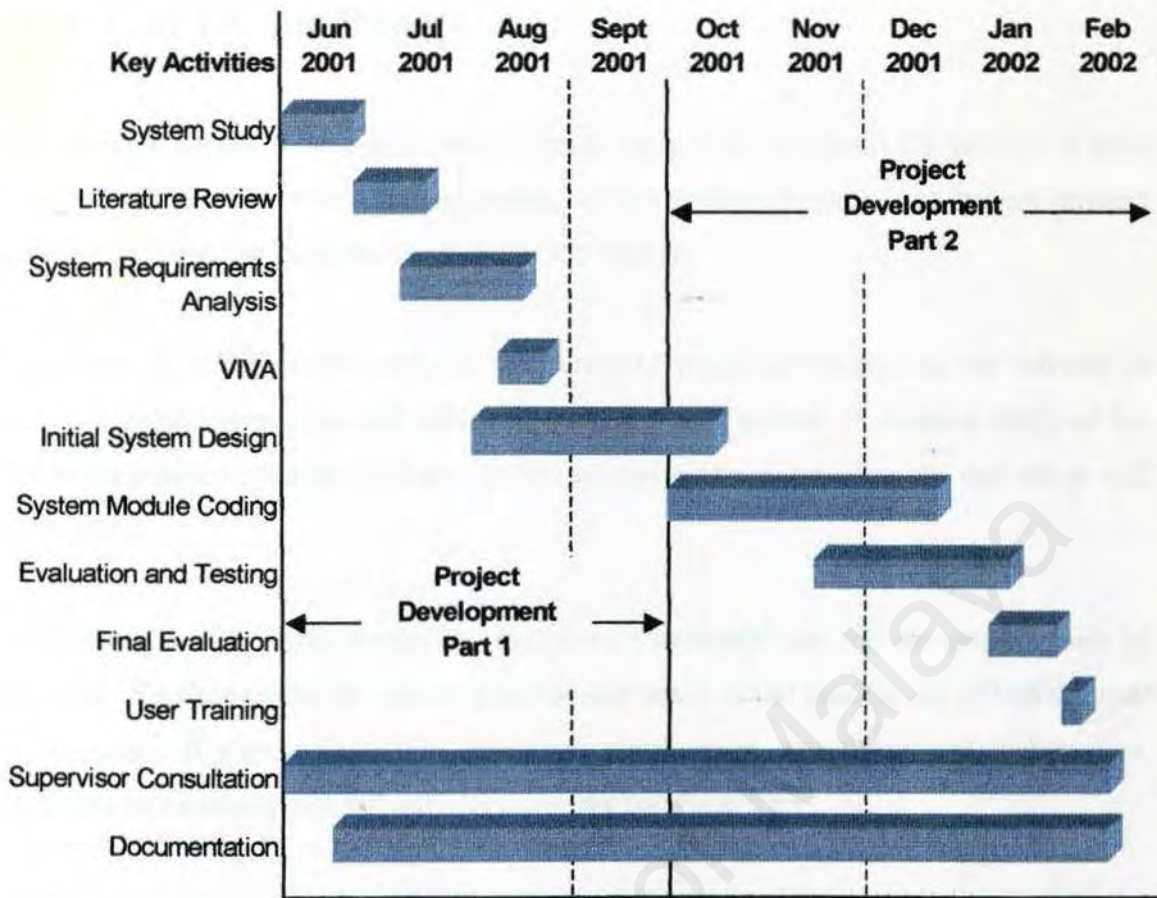 Jun Jul Aug Sept Oct Nov Dec Jan Feb
Key Activities 2001 2001 2001 2001 2001 2001 2001 2002 2002
System Study
Literature Review
Project
Development
Part 2
System Requirements
Analysis
VIVA
Initial System Design
System Module Coding
Evaluation and Testing
Project
Development
Part 1
Final Evaluation
User Training
Supervisor Consultation
Documentation
of Malaya